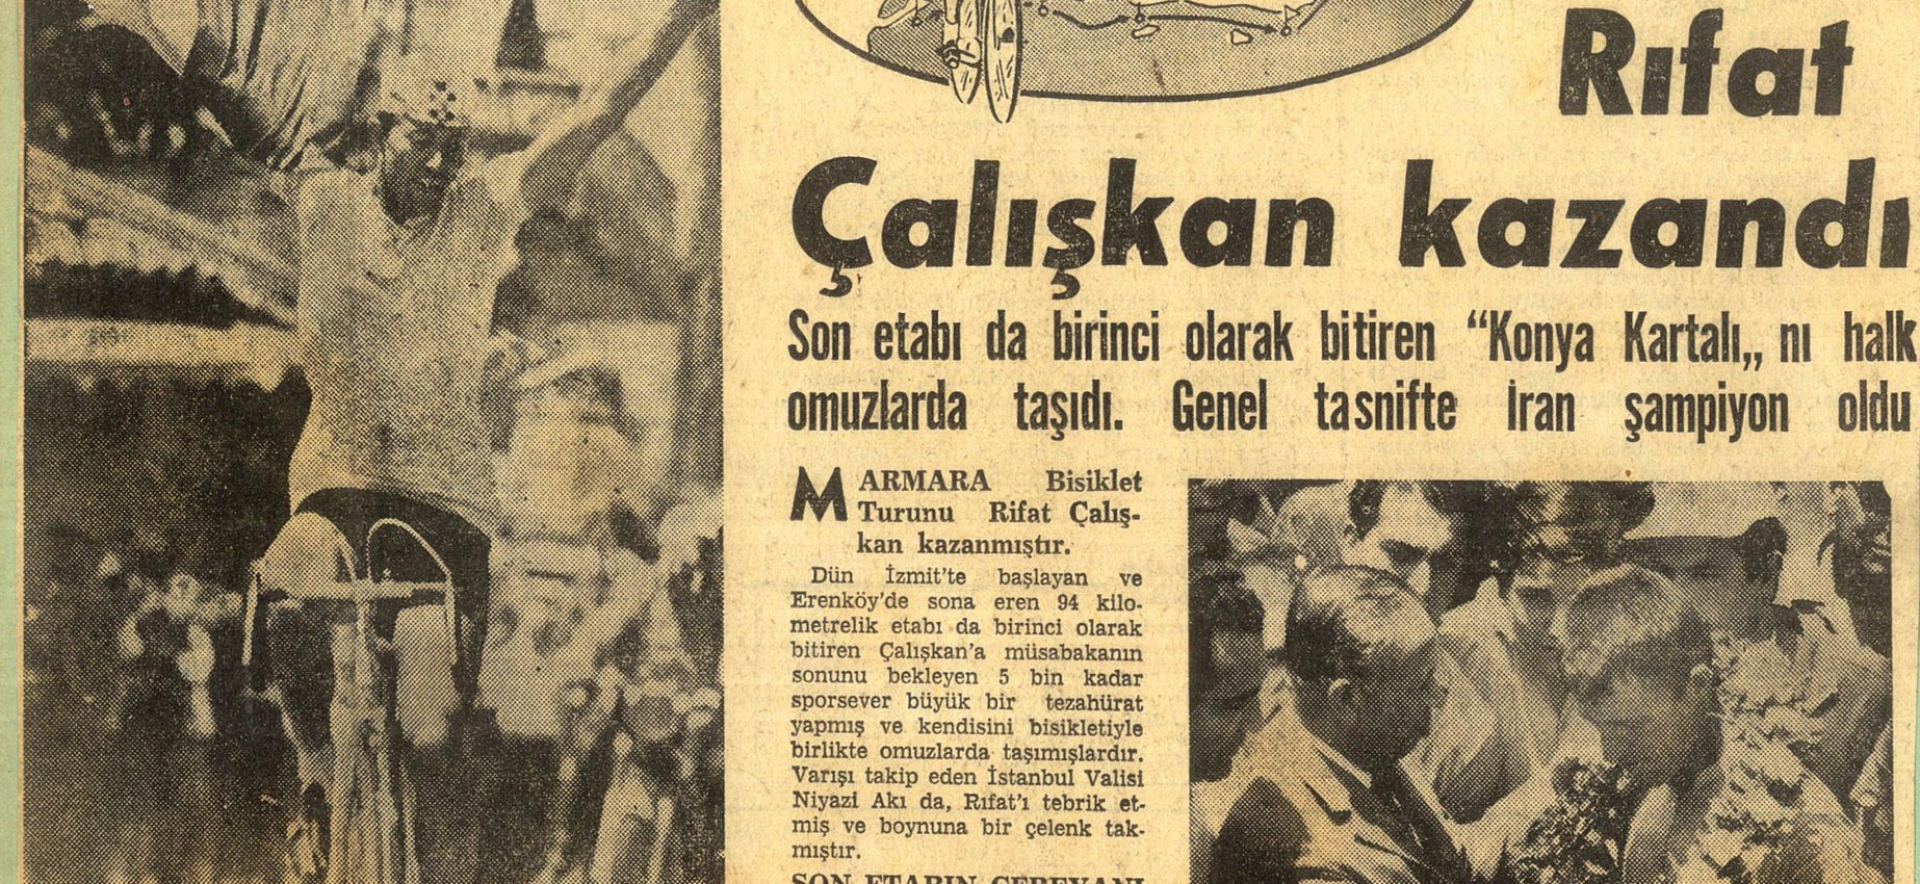 Rıfat
Çalışkan kazandı
Son etabı da birinci olarak bitiren “Konya Kartalı„ nı halk
omuzlarda taşıdı. Genel tasnifte İran şampiyon oldu
MARMARA Bisiklet
Turunu Rifat Çalış-
kan kazanmıştır.
Dün İzmit’te başlayan ve
Erenköy’de sona eren 94 kilo-
metrelik etabı da birinci olarak
bitiren Çalışkan’a müsabakanın
sonunu bekleyen 5 bin kadar
sporsever büyük bir tezahürat
yapmış ve kendisini bisikletiyle
birlikte omuzlarda taşımışlardır.
Varışı takip eden İstanbul Valisi
Niyazi Akı da, Rıfat’ı tebrik et-
miş ve boynuna bir çelenk tak-
mıştır.
SON ETABIN CEREYANI